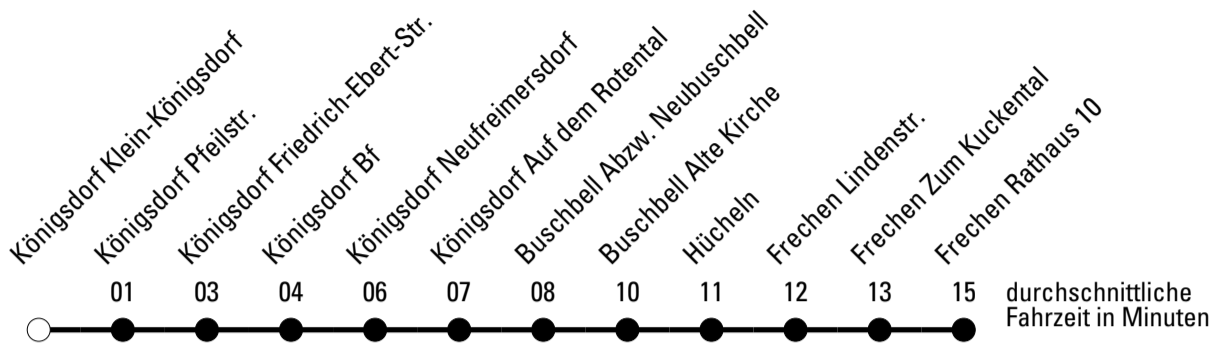 Königsdorf Klein-Königsdorf
Königsdorf Pfeilstr.
Königsdorf Friedrich-Ebert-Str.
Königsdorf Bf
Königsdorf Neufreimersdorf
Königsdorf Auf dem Rotental
Buschbell Abzw. Neubuschbell
Buschbell Alte Kirche
Hücheln
Frechen Lindenstr.
Frechen Zum Kuckental
Frechen Rathaus 10
01 03 04 06 07 08 10 11 12 13 15
durchschnittliche
Fahrzeit in Minuten